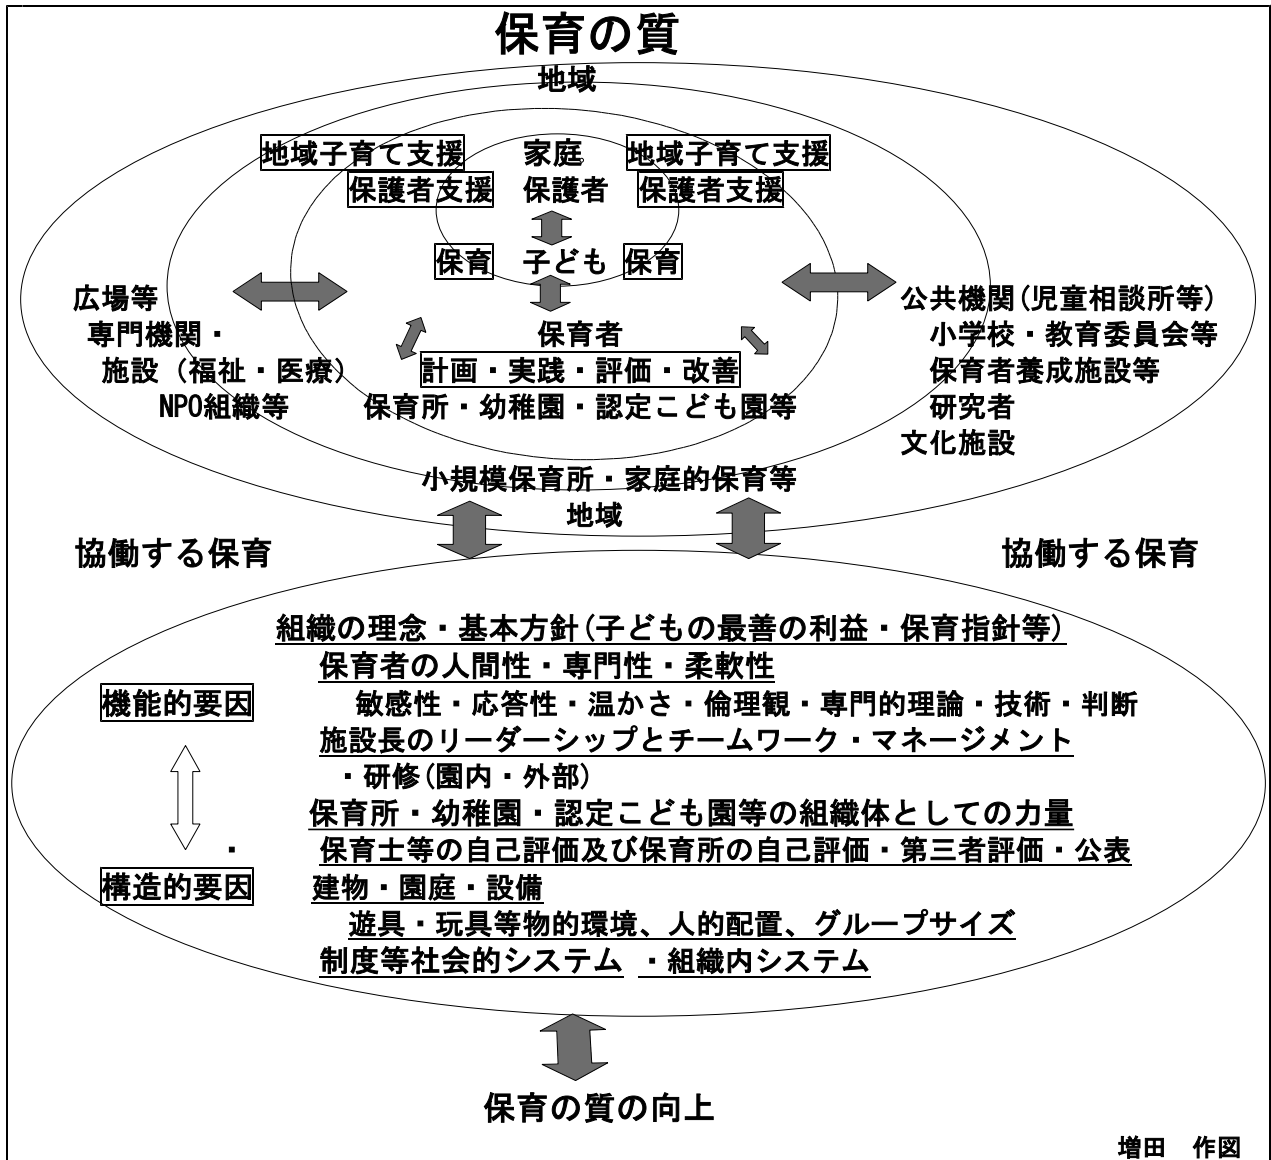 保育の質
地域
地域子育て支援 家庭 地域子育て支援
保護者支援 保護者 保護者支援
保育 子ども 保育
広場等
専門機関・
施設（福祉・医療）
NPO組織等
保育者
計画・実践・評価・改善
保育所・幼稚園・認定こども園等
公共機関(児童相談所等)
小学校・教育委員会等
保育者養成施設等
研究者
文化施設
小規模保育所・家庭的保育等
地域
協働する保育 協働する保育
組織の理念・基本方針(子どもの最善の利益・保育指針等)
保育者の人間性・専門性・柔軟性
機能的要因
敏感性・応答性・温かさ・倫理観・専門的理論・技術・判断
施設長のリーダーシップとチームワーク・マネージメント
・研修(園内・外部)
保育所・幼稚園・認定こども園等の組織体としての力量
・
保育士等の自己評価及び保育所の自己評価・第三者評価・公表
構造的要因
建物・園庭・設備
遊具・玩具等物的環境、人的配置、グループサイズ
制度等社会的システム ・組織内システム
保育の質の向上
増田 作図